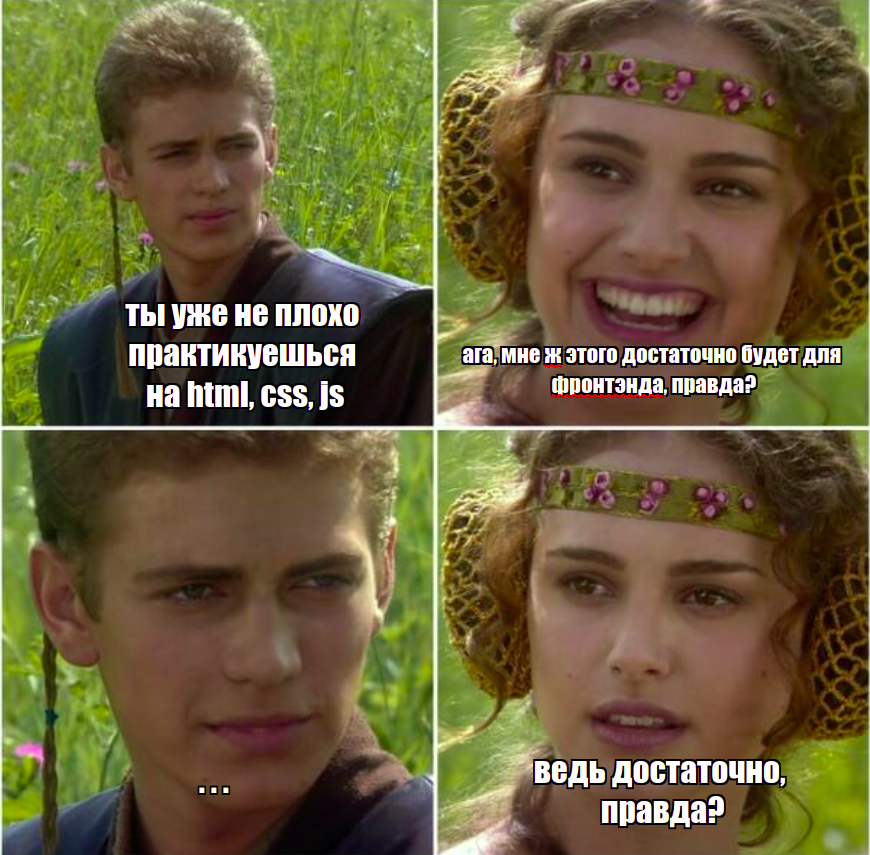 ты уже не плохо
практикуешься
на html, css, js
ага, мне ж этого достаточно будет для
фронтэнда, правда?
. . .
ведь достаточно,
правда?